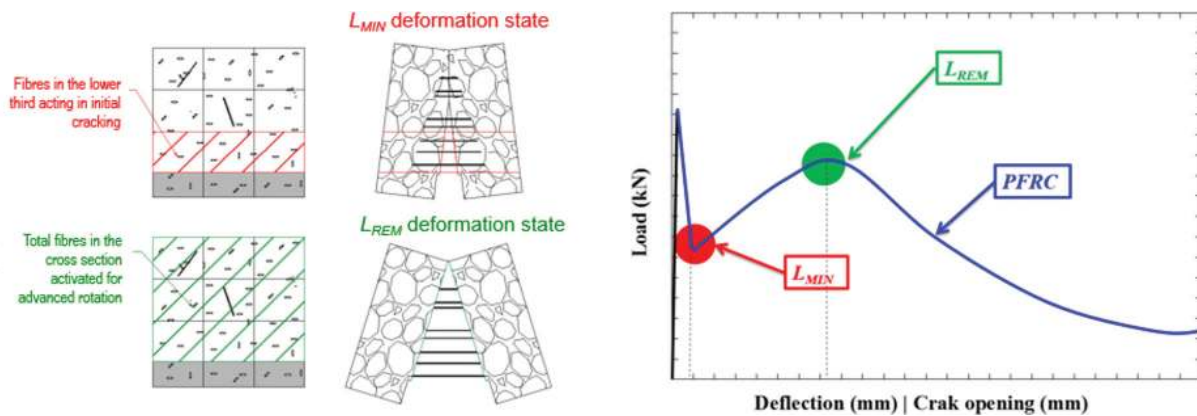 L_MIN deformation state
Fibres in the lower
third acting in initial
cracking
L_REM deformation state
Total fibres in the
cross section
activated for
advanced rotation
Load (kN)
L_REM
PFRC
L_MIN
Deflection (mm) | Crak opening (mm)